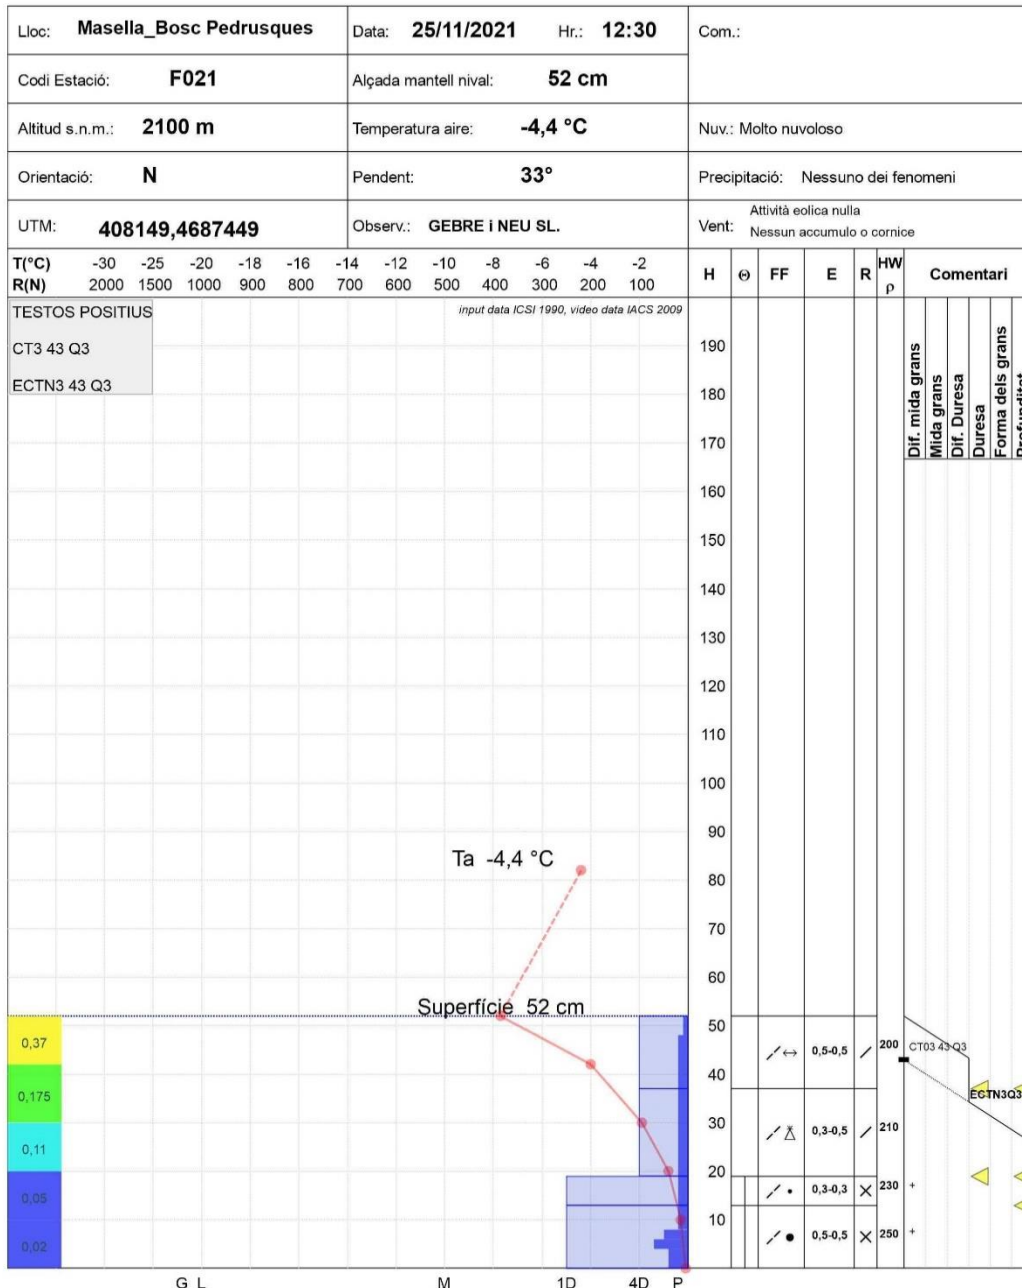 Lloc: Masella_Bosc Pedrusques
Data: 25/11/2021 Hr.: 12:30
Com.:
Codi Estació: F021
Alçada mantell nival: 52 cm
Altitud s.n.m.: 2100 m
Temperatura aire: -4,4 °C
Nuv.: Molto nuvoloso
Orientació: N
Pendent: 33°
Precipitació: Nessuno dei fenomeni
UTM: 408149,4687449
Observ.: GEBRE i NEU SL.
Vent: Attività eolica nulla
Nessun accumulo o cornice
T(°C) -30 -25 -20 -18 -16 -14 -12 -10 -8 -6 -4 -2
R(N) 2000 1500 1000 900 800 700 600 500 400 300 200 100
H Θ FF E R HW ρ Comentari
TESTOS POSITIUS
CT3 43 Q3
ECTN3 43 Q3
input data ICSI 1990, video data IACS 2009
Dif. mida grans
Mida grans
Dif. Duresa
Duresa
Forma dels grans
Profunditat
190
180
170
160
150
140
130
120
110
100
90
80
70
60
50
40
30
20
10
Ta -4,4 °C
Superfície 52 cm
0,37
0,175
0,11
0,05
0,02
0,5-0,5 200
CT03 43 Q3
ECTN3Q3
0,3-0,5 210
0,3-0,3 230 +
0,5-0,5 250 +
G L M 1D 4D P